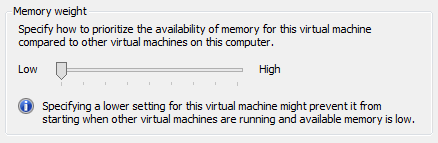 Memory weight
Specify how to prioritize the availability of memory for this virtual machine
compared to other virtual machines on this computer.
Low High
Specifying a lower setting for this virtual machine might prevent it from
starting when other virtual machines are running and available memory is low.